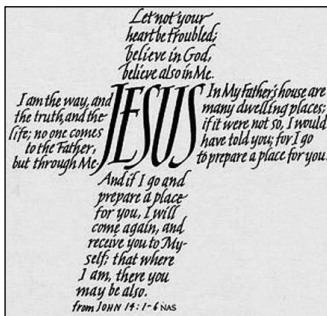 Let not your
heart be troubled;
believe in God,
believe also in Me.
In My Father's house are
many dwelling places;
if it were not so, I would
have told you; for I go
to prepare a place for you.
And if I go and
prepare a place
for you, I will
come again, and
receive you to My-
self; that where
I am, there you
may be also.
I am the way, and
the truth, and the
life; no one comes
to the Father,
but through Me.
JESUS
from JOHN 14:1-6 NAS